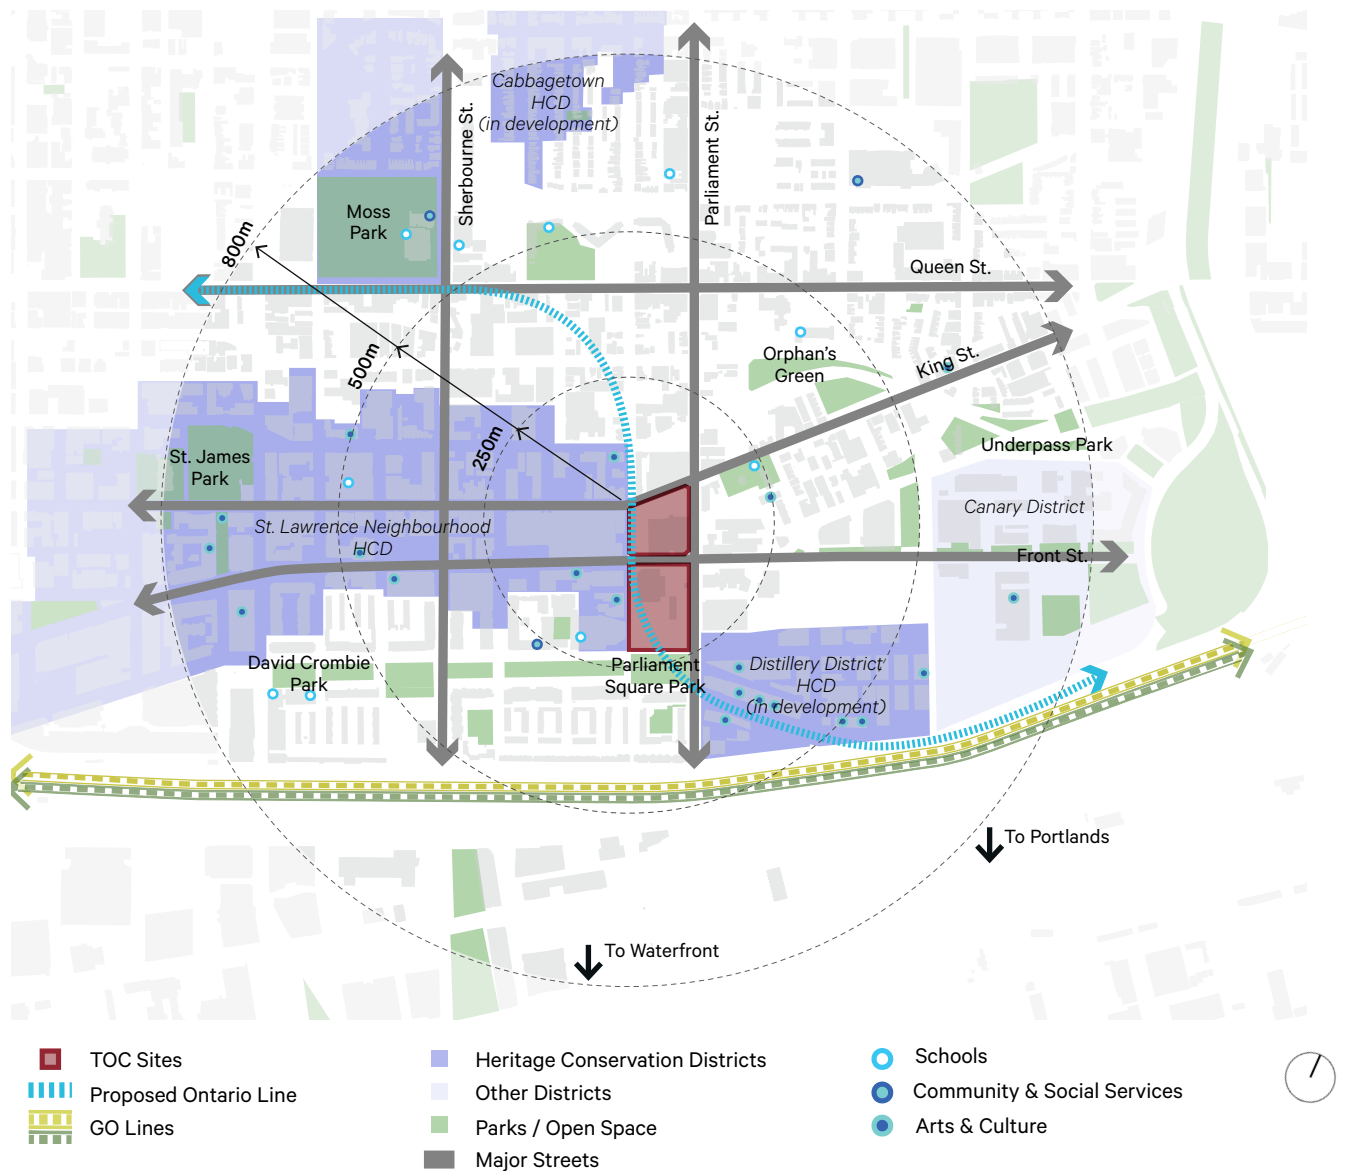 Cabbagetown
HCD
(in development)
Sherbourne St.
Parliament St.
Moss
Park
800m
Queen St.
500m
Orphan's
Green
King St.
250m
Underpass Park
St. James
Park
Canary District
St. Lawrence Neighbourhood
HCD
Front St.
David Crombie
Park
Parliament
Square Park
Distillery District
HCD
(in development)
To Portlands
To Waterfront
TOC Sites
Proposed Ontario Line
GO Lines
Heritage Conservation Districts
Other Districts
Parks / Open Space
Major Streets
Schools
Community & Social Services
Arts & Culture